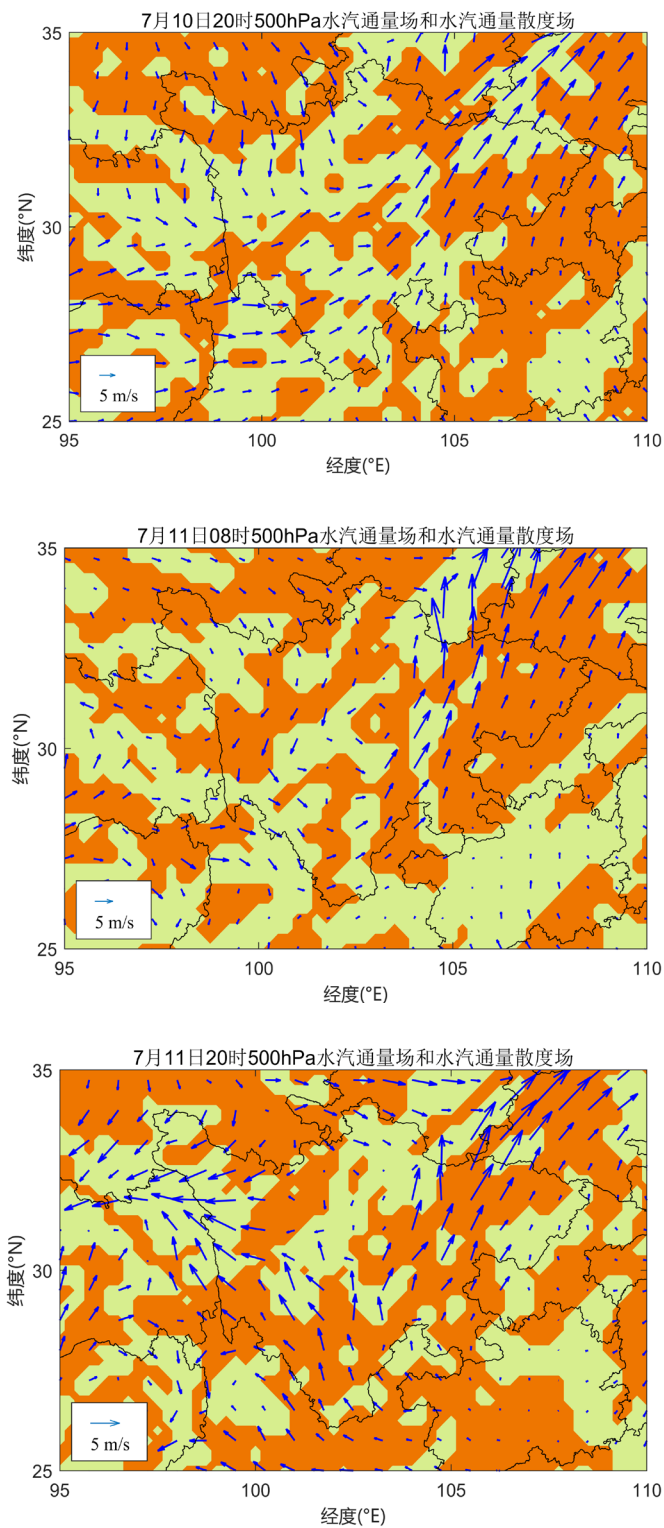 7月10日20时500hPa水汽通量场和水汽通量散度场
35
30
25
纬度(°N)
5 m/s
95
100
105
110
经度(°E)
7月11日08时500hPa水汽通量场和水汽通量散度场
35
30
25
纬度(°N)
5 m/s
95
100
105
110
经度(°E)
7月11日20时500hPa水汽通量场和水汽通量散度场
35
30
25
纬度(°N)
5 m/s
95
100
105
110
经度(°E)